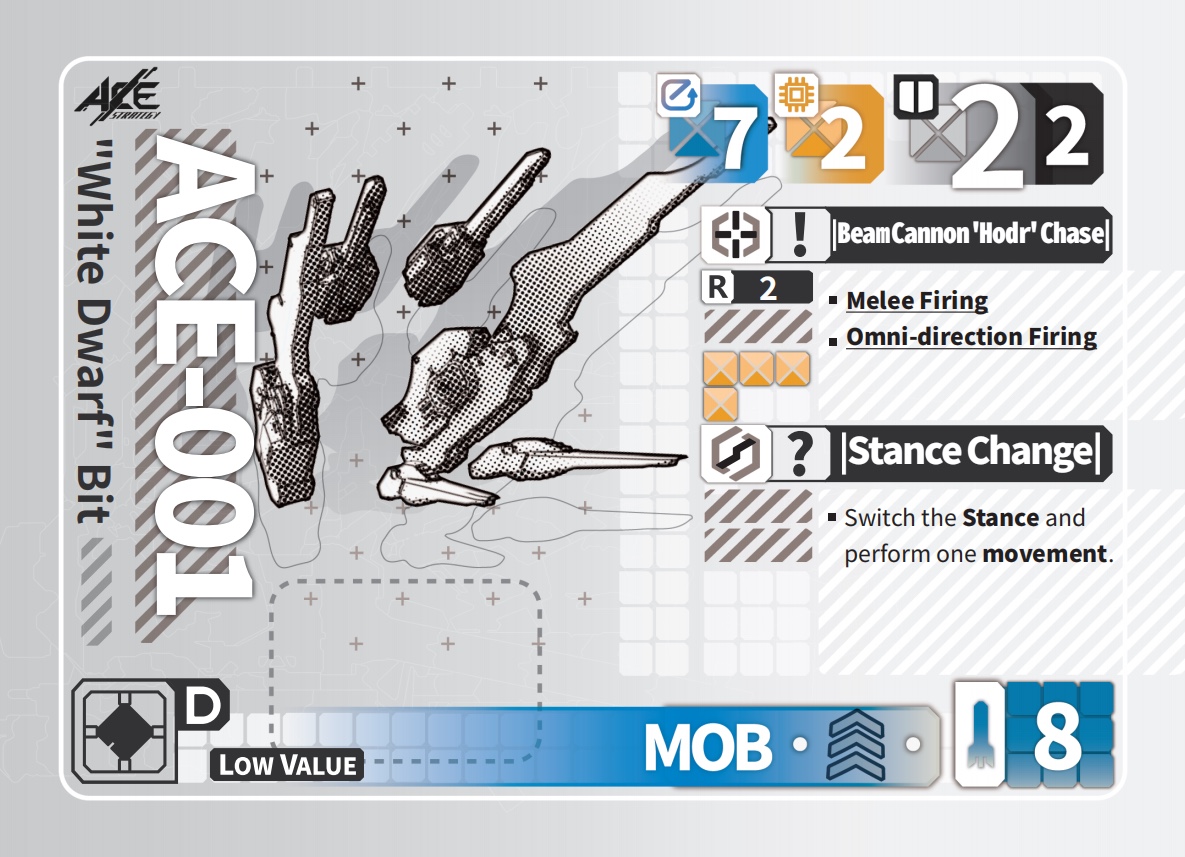 ACE
STRATEGY
ACE-001
"White Dwarf" Bit
7
2
2
2
! BeamCannon 'Hodr' Chase
R 2
▪ Melee Firing
▪ Omni-direction Firing
? Stance Change
▪ Switch the Stance and
perform one movement.
D
LOW VALUE
MOB
8